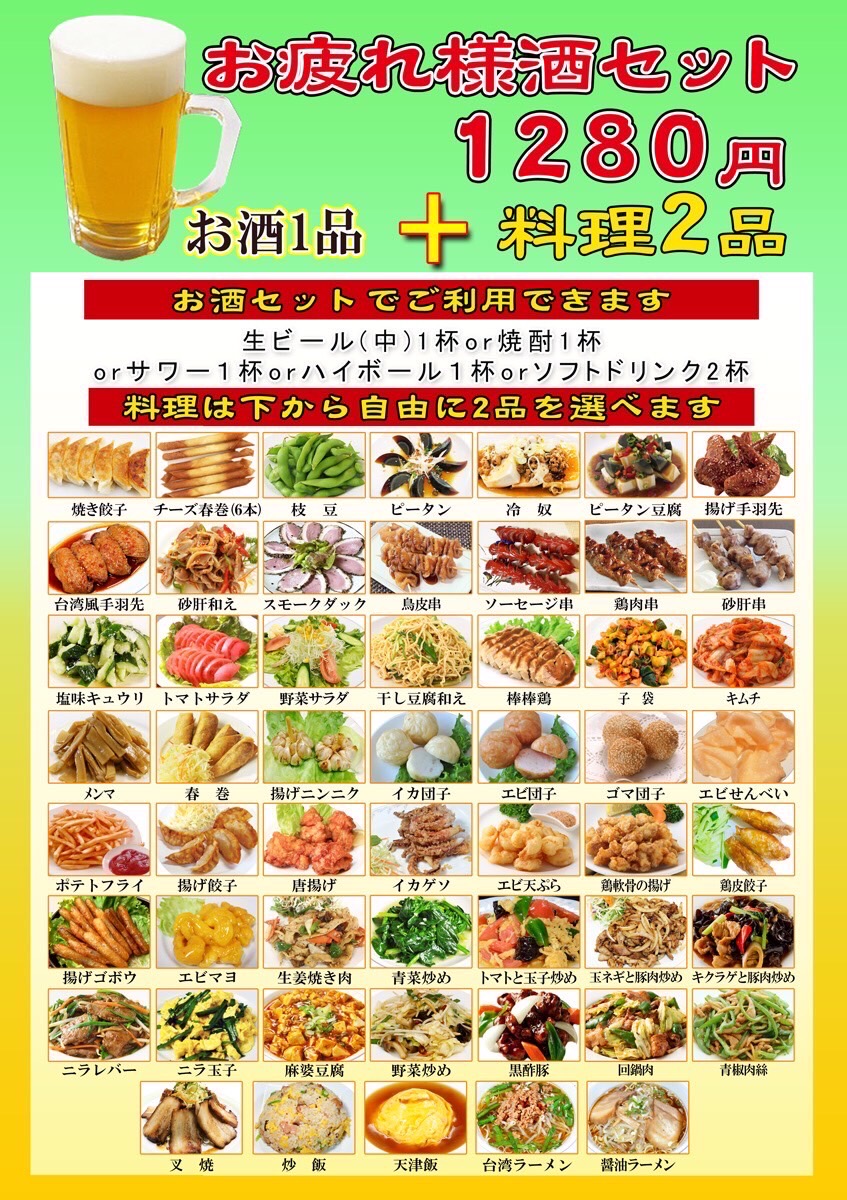 お疲れ様酒セット
1280円
お酒1品 + 料理2品
お酒セットでご利用できます
生ビール(中)1杯or焼酎1杯
orサワー1杯orハイボール1杯orソフトドリンク2杯
料理は下から自由に2品を選べます
焼き餃子 チーズ春巻(6本) 枝豆 ピータン 冷奴 ピータン豆腐 揚げ手羽先
台湾風手羽先 砂肝和え スモークダック 鳥皮串 ソーセージ串 鶏肉串 砂肝串
塩味キュウリ トマトサラダ 野菜サラダ 干し豆腐和え 棒棒鶏 子袋 キムチ
メンマ 春巻 揚げニンニク イカ団子 エビ団子 ゴマ団子 エビせんべい
ポテトフライ 揚げ餃子 唐揚げ イカゲソ エビ天ぷら 鶏軟骨の揚げ 鶏皮餃子
揚げゴボウ エビマヨ 生姜焼き肉 青菜炒め トマトと玉子炒め 玉ネギと豚肉炒め キクラゲと豚肉炒め
ニラレバー ニラ玉子 麻婆豆腐 野菜炒め 黒酢豚 回鍋肉 青椒肉絲
叉焼 炒飯 天津飯 台湾ラーメン 醤油ラーメン